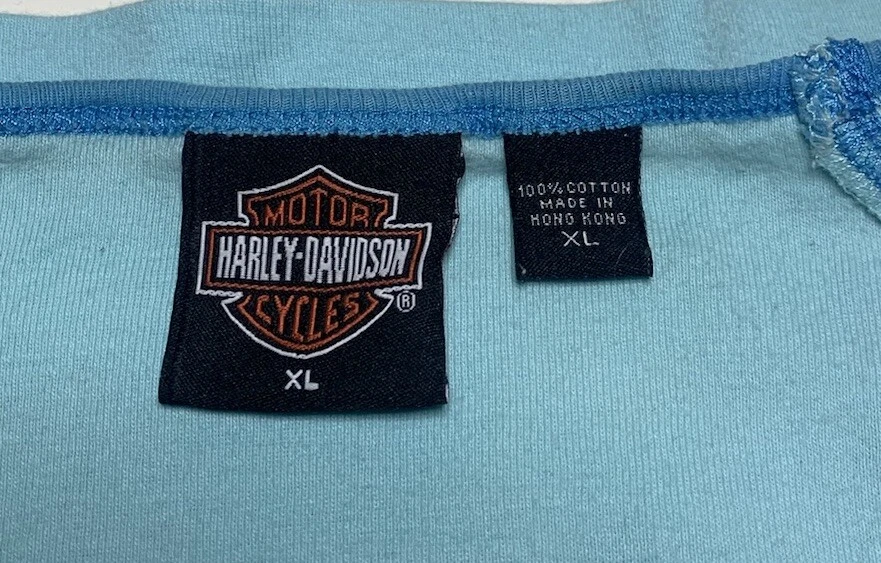 MOTOR
HARLEY-DAVIDSON
CYCLES
®
XL
100% COTTON
MADE IN
HONG KONG
XL